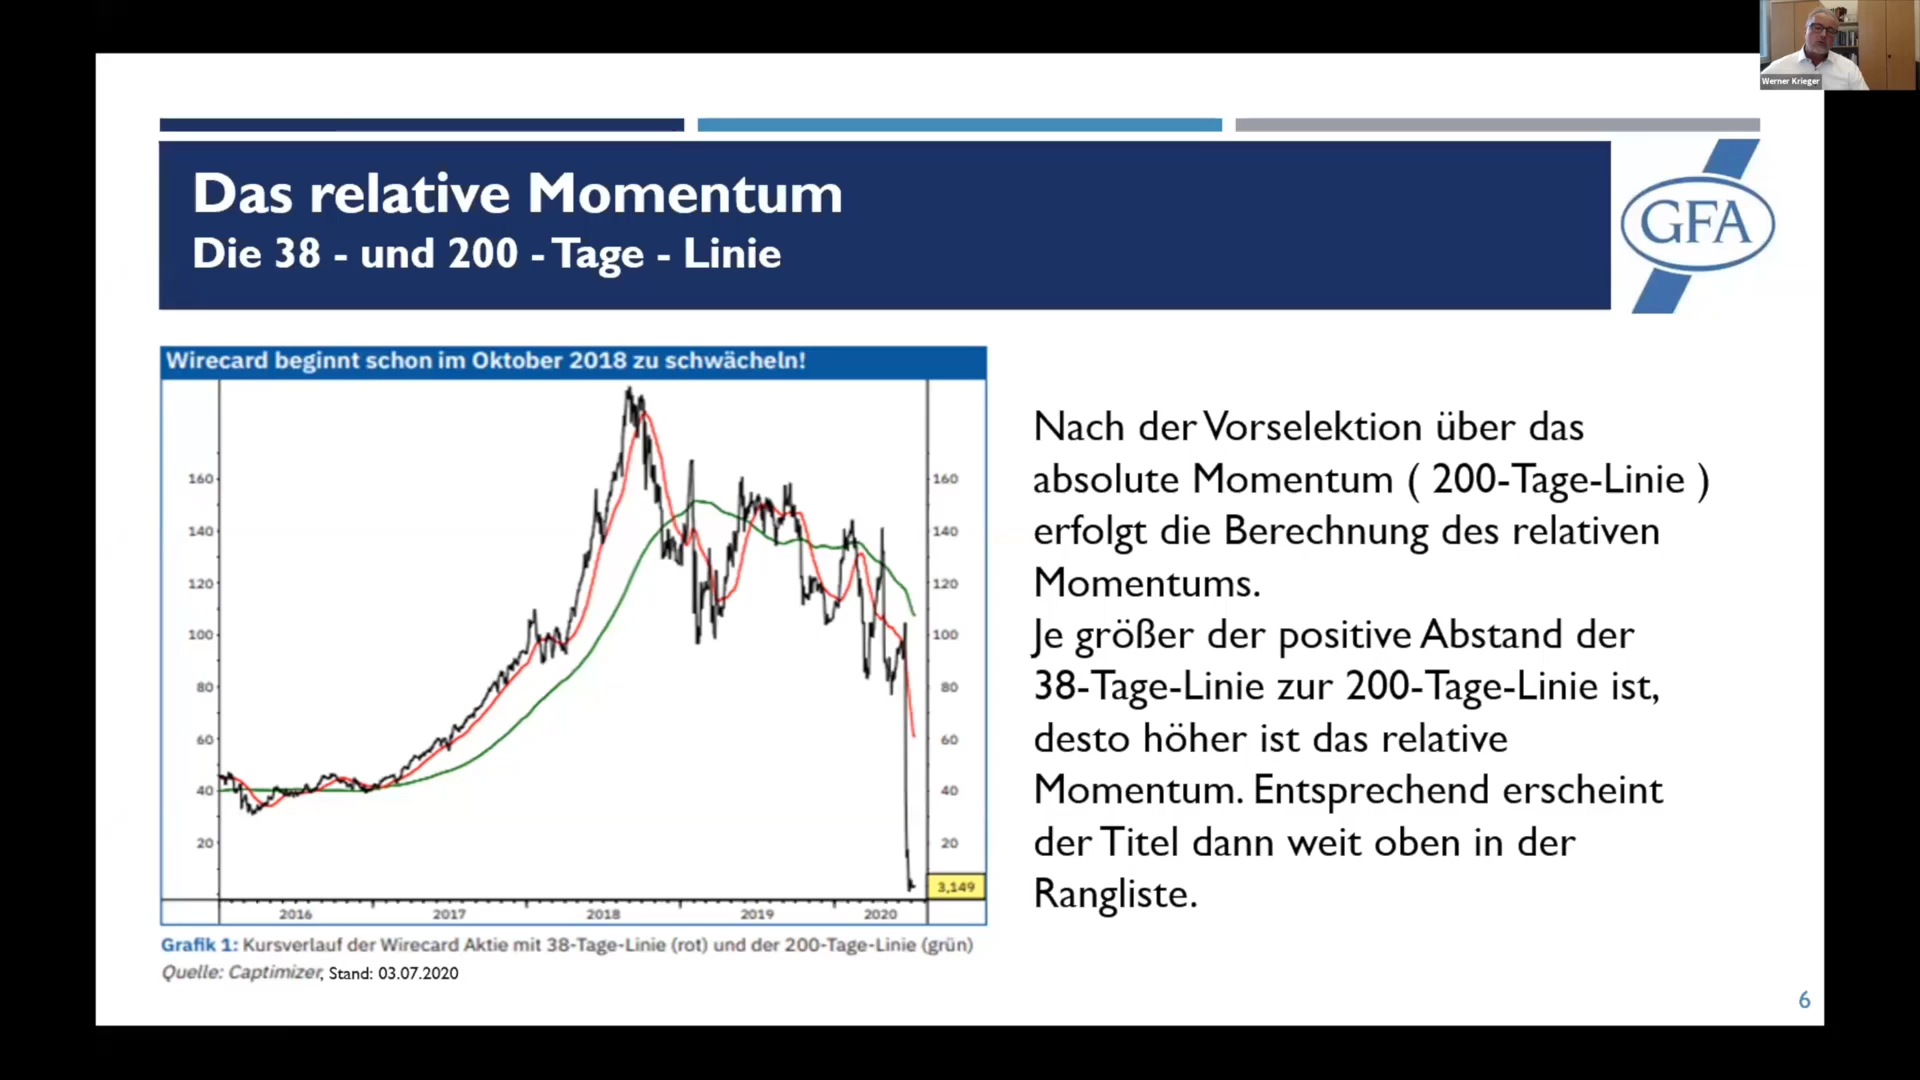 Werner Krieger
Das relative Momentum
Die 38 - und 200 - Tage - Linie
GFA
Wirecard beginnt schon im Oktober 2018 zu schwächeln!
160 160
140 140
120 120
100 100
80 80
60 60
40 40
20 20
3,149
2016 2017 2018 2019 2020
Grafik 1: Kursverlauf der Wirecard Aktie mit 38-Tage-Linie (rot) und der 200-Tage-Linie (grün)
Quelle: Captimizer, Stand: 03.07.2020
Nach der Vorselektion über das
absolute Momentum ( 200-Tage-Linie )
erfolgt die Berechnung des relativen
Momentums.
Je größer der positive Abstand der
38-Tage-Linie zur 200-Tage-Linie ist,
desto höher ist das relative
Momentum. Entsprechend erscheint
der Titel dann weit oben in der
Rangliste.
6